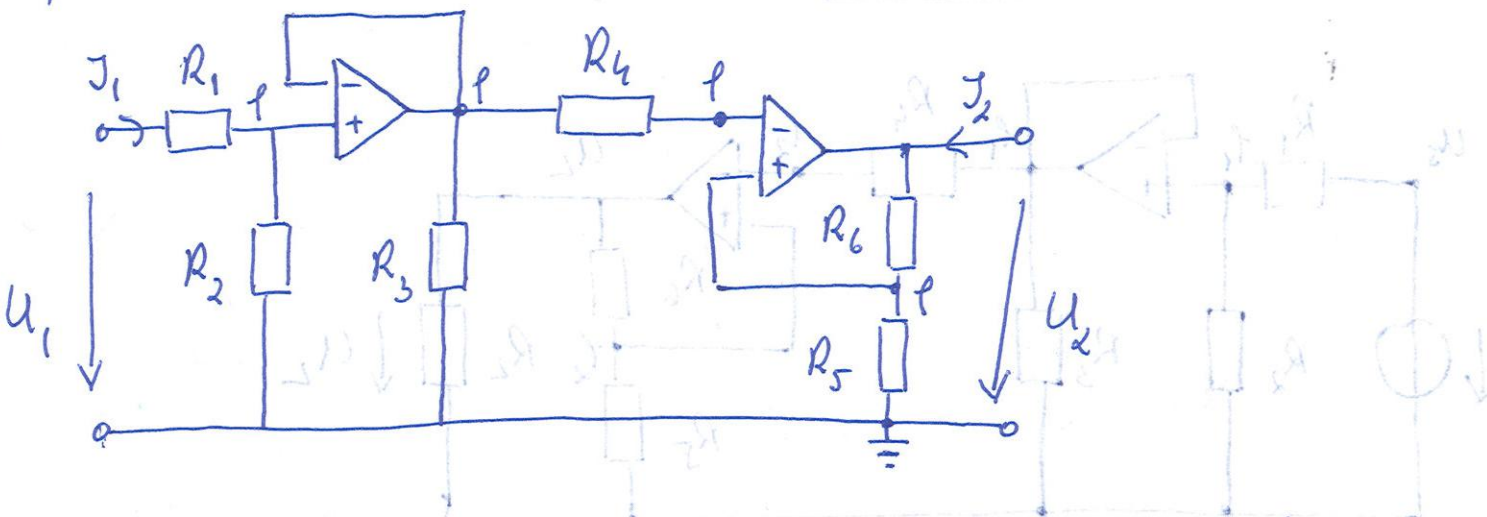 J₁ R₁ R₄
ρ ρ ρ J₂
− + − +
R₂ R₃ R₆
U₁ ρ U₂
R₅